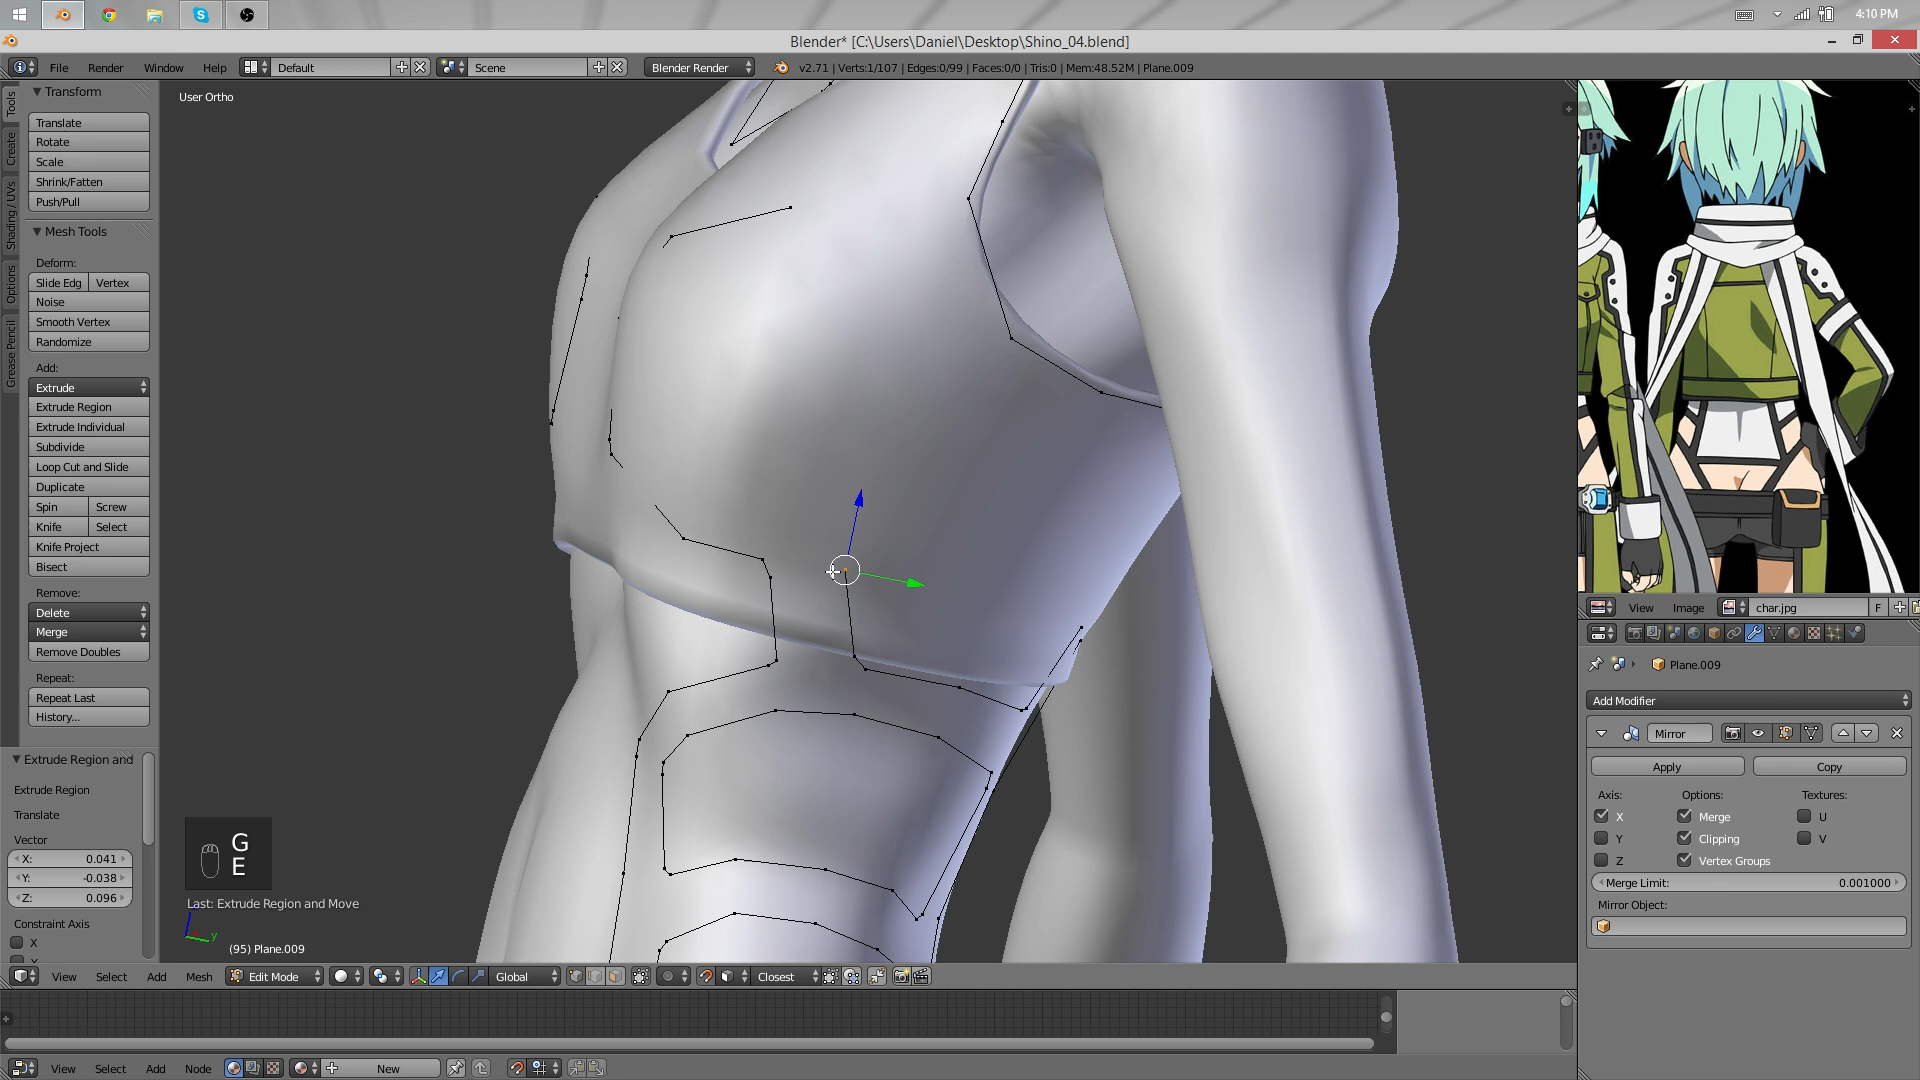 4:10 PM
Blender* [C:\Users\Daniel\Desktop\Shino_04.blend]
File Render Window Help Default Scene Blender Render v2.71 | Verts:1/107 | Edges:0/99 | Faces:0/0 | Tris:0 | Mem:48.52M | Plane.009
Tools
Create
Shading / UVs
Options
Grease Pencil
Transform
Translate
Rotate
Scale
Shrink/Fatten
Push/Pull
Mesh Tools
Deform:
Slide Edg Vertex
Noise
Smooth Vertex
Randomize
Add:
Extrude
Extrude Region
Extrude Individual
Subdivide
Loop Cut and Slide
Duplicate
Spin Screw
Knife Select
Knife Project
Bisect
Remove:
Delete
Merge
Remove Doubles
Repeat:
Repeat Last
History...
Extrude Region and
Extrude Region
Translate
Vector
X: 0.041
Y: -0.038
Z: 0.096
Constraint Axis
X
User Ortho
G
E
Last: Extrude Region and Move
y
(95) Plane.009
View Select Add Mesh Edit Mode Global Closest
View Select Add Node New
View Image char.jpg F
Plane.009
Add Modifier
Mirror
Apply Copy
Axis: Options: Textures:
X Merge U
Y Clipping V
Z Vertex Groups
Merge Limit: 0.001000
Mirror Object: